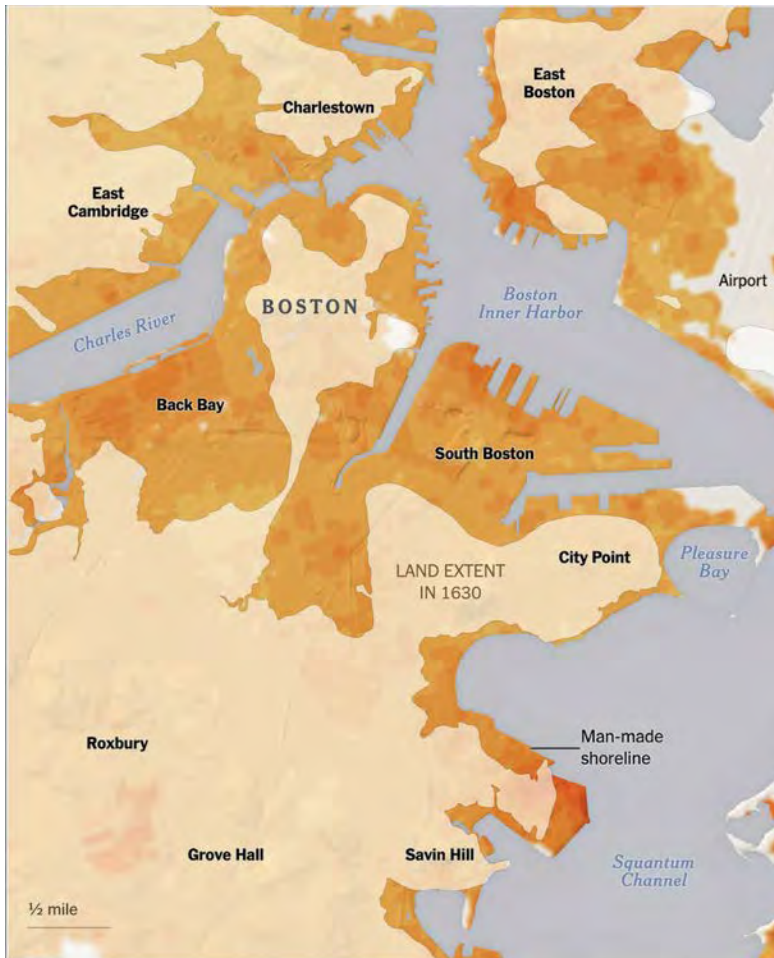 Charlestown
East
Boston
East
Cambridge
BOSTON
Boston
Inner Harbor
Airport
Charles River
Back Bay
South Boston
LAND EXTENT
IN 1630
City Point
Pleasure
Bay
Roxbury
Man-made
shoreline
Grove Hall
Savin Hill
Squantum
Channel
½ mile